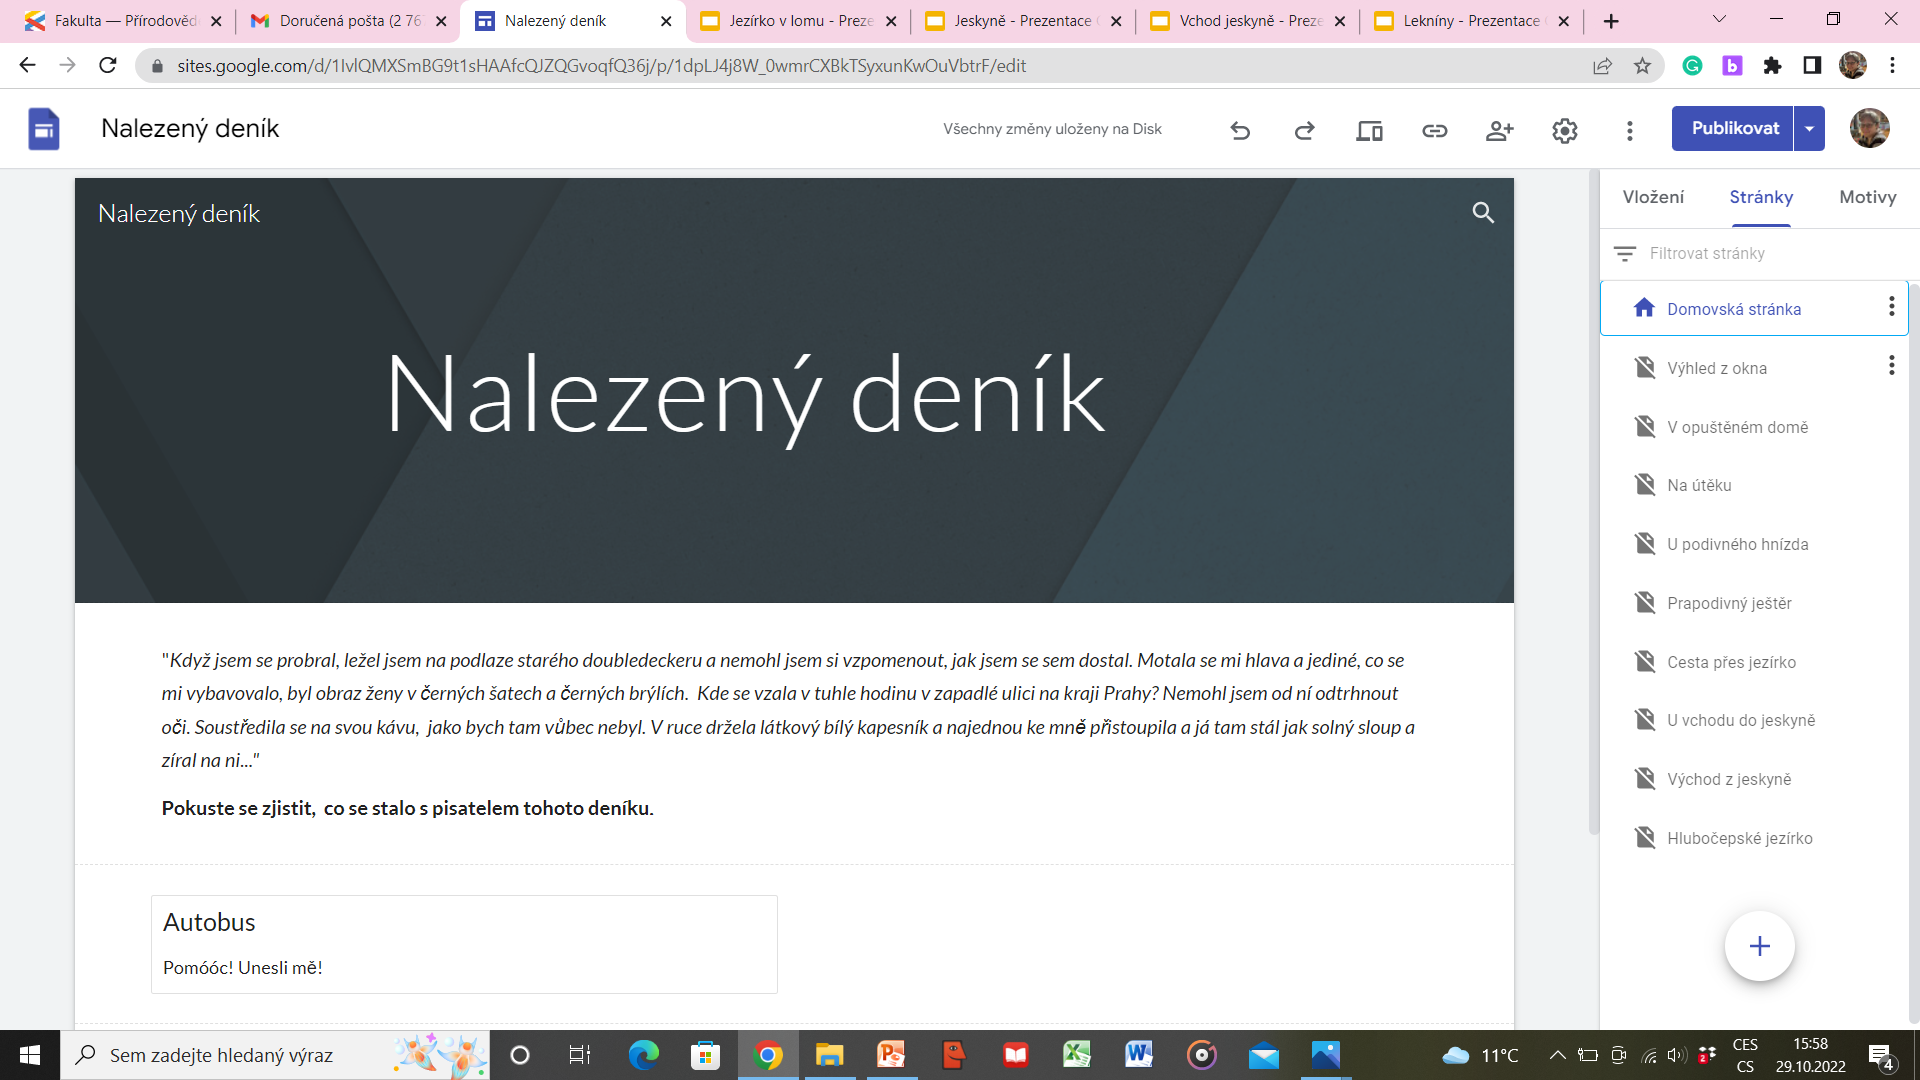 Fakulta — Přírodověd
Doručená pošta (2 767
Nalezený deník
Jezírko v lomu - Preze
Jeskyně - Prezentace
Vchod jeskyně - Preze
Lekníny - Prezentace
sites.google.com/d/1IvlQMXSmBG9t1sHAAfcQJZQGvoqfQ36j/p/1dpLJ4j8W_0wmrCXBkTSyxunKwOuVbtrF/edit
Nalezený deník
Všechny změny uloženy na Disk
Publikovat
Vložení
Stránky
Motivy
Filtrovat stránky
Domovská stránka
Výhled z okna
V opuštěném domě
Na útěku
U podivného hnízda
Prapodivný ještěr
Cesta přes jezírko
U vchodu do jeskyně
Východ z jeskyně
Hlubočepské jezírko
Nalezený deník
Nalezený deník
"Když jsem se probral, ležel jsem na podlaze starého doubledeckeru a nemohl jsem si vzpomenout, jak jsem se sem dostal. Motala se mi hlava a jediné, co se
mi vybavovalo, byl obraz ženy v černých šatech a černých brýlích.  Kde se vzala v tuhle hodinu v zapadlé ulici na kraji Prahy? Nemohl jsem od ní odtrhnout
oči. Soustředila se na svou kávu,  jako bych tam vůbec nebyl. V ruce držela látkový bílý kapesník a najednou ke mně přistoupila a já tam stál jak solný sloup a
zíral na ni..."
Pokuste se zjistit,  co se stalo s pisatelem tohoto deníku.
Autobus
Pomóóc! Unesli mě!
Sem zadejte hledaný výraz
11°C
CES
CS
15:58
29.10.2022
4